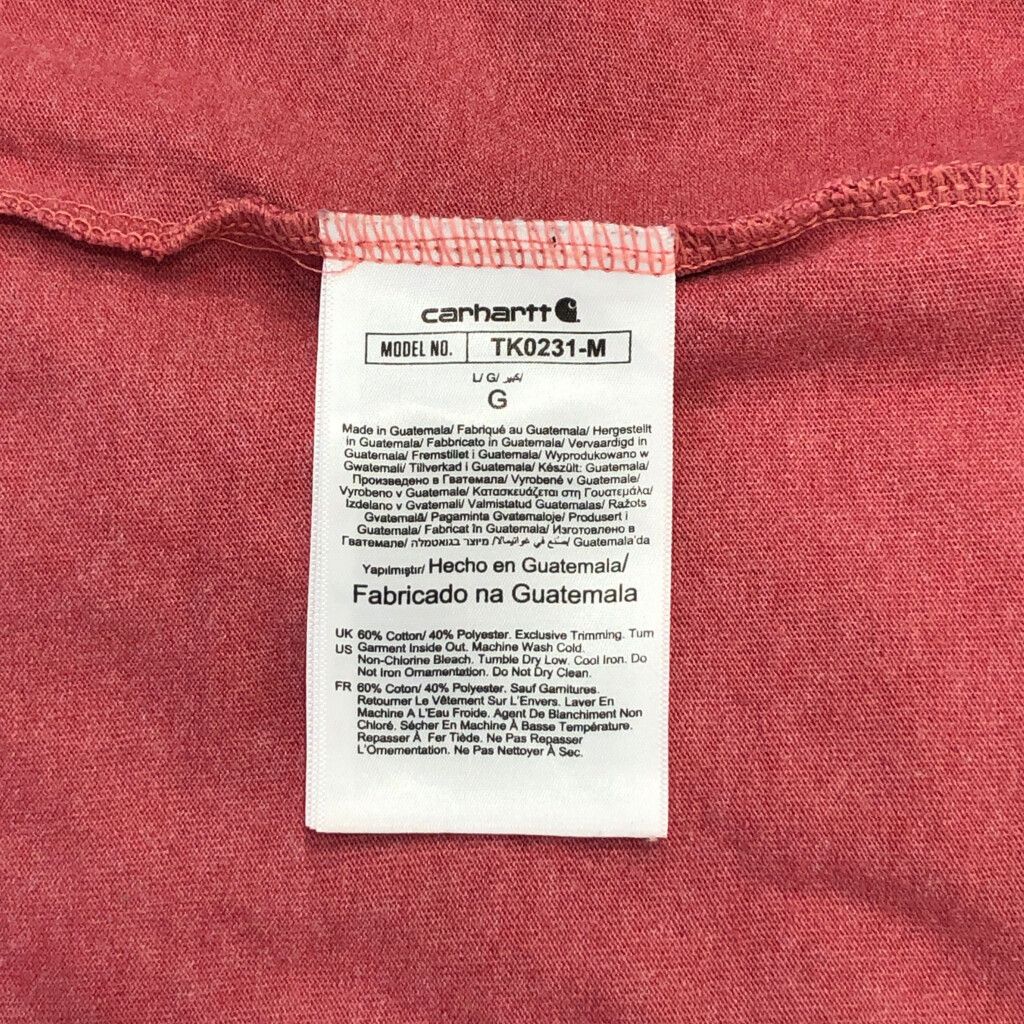 carhartt
MODEL NO. TK0231-M
L/ G/ كبير/
G
Made in Guatemala/ Fabriqué au Guatemala/ Hergestellt
in Guatemala/ Fabbricato in Guatemala/ Vervaardigd in
Guatemala/ Fremstillet i Guatemala/ Wyprodukowano w
Gwatemali/ Tillverkad i Guatemala/ Készült: Guatemala/
Произведено в Гватемала/ Vyrobené v Guatemale/
Vyrobeno v Guatemale/ Κατασκευάζεται στη Γουατεμάλα/
Izdelano v Gvatemali/ Valmistatud Guatemalas/ Ražots
Gvatemalā/ Pagaminta Gvatemaloje/ Produsert i
Guatemala/ Fabricat în Guatemala/ Изготовлено в
Гватемале/ מיוצר בגואטמלה /صنع في غواتيمالا/ Guatemala'da
Yapılmıştır/ Hecho en Guatemala/
Fabricado na Guatemala
UK 60% Cotton/ 40% Polyester. Exclusive Trimming. Turn
US Garment Inside Out. Machine Wash Cold.
Non-Chlorine Bleach. Tumble Dry Low. Cool Iron. Do
Not Iron Ornamentation. Do Not Dry Clean.
FR 60% Coton/ 40% Polyester. Sauf Garnitures.
Retourner Le Vêtement Sur L'Envers. Laver En
Machine A L'Eau Froide. Agent De Blanchiment Non
Chloré. Sécher En Machine À Basse Température.
Repasser À Fer Tiède. Ne Pas Repasser
L'Ornementation. Ne Pas Nettoyer À Sec.